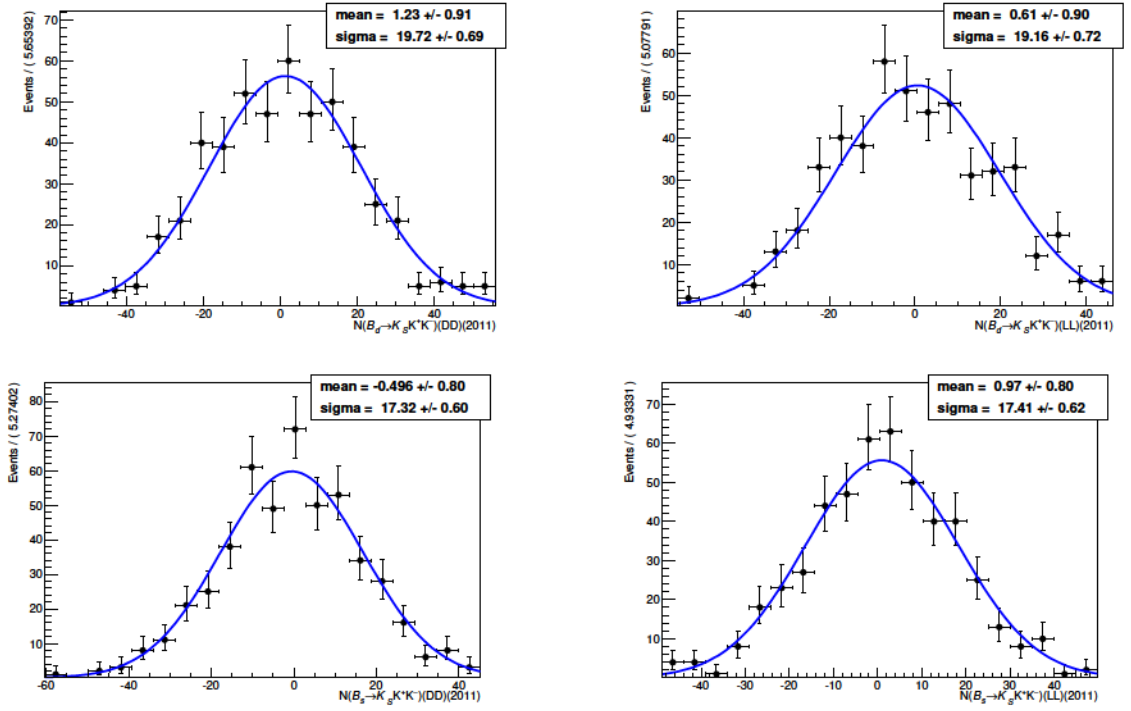 mean = 1.23 +/- 0.91
sigma = 19.72 +/- 0.69
Events / ( 5.65392 )
70
60
50
40
30
20
10
-40 -20 0 20 40
N(B_d→K_S K⁺K⁻)(DD)(2011)
mean = 0.61 +/- 0.90
sigma = 19.16 +/- 0.72
Events / ( 5.07791 )
60
50
40
30
20
10
-40 -20 0 20 40
N(B_d→K_S K⁺K⁻)(LL)(2011)
mean = -0.496 +/- 0.80
sigma = 17.32 +/- 0.60
Events / ( 5.27402 )
80
70
60
50
40
30
20
10
-60 -40 -20 0 20 40
N(B_s→K_S K⁺K⁻)(DD)(2011)
mean = 0.97 +/- 0.80
sigma = 17.41 +/- 0.62
Events / ( 4.93331 )
70
60
50
40
30
20
10
-40 -30 -20 -10 0 10 20 30 40
N(B_s→K_S K⁺K⁻)(LL)(2011)